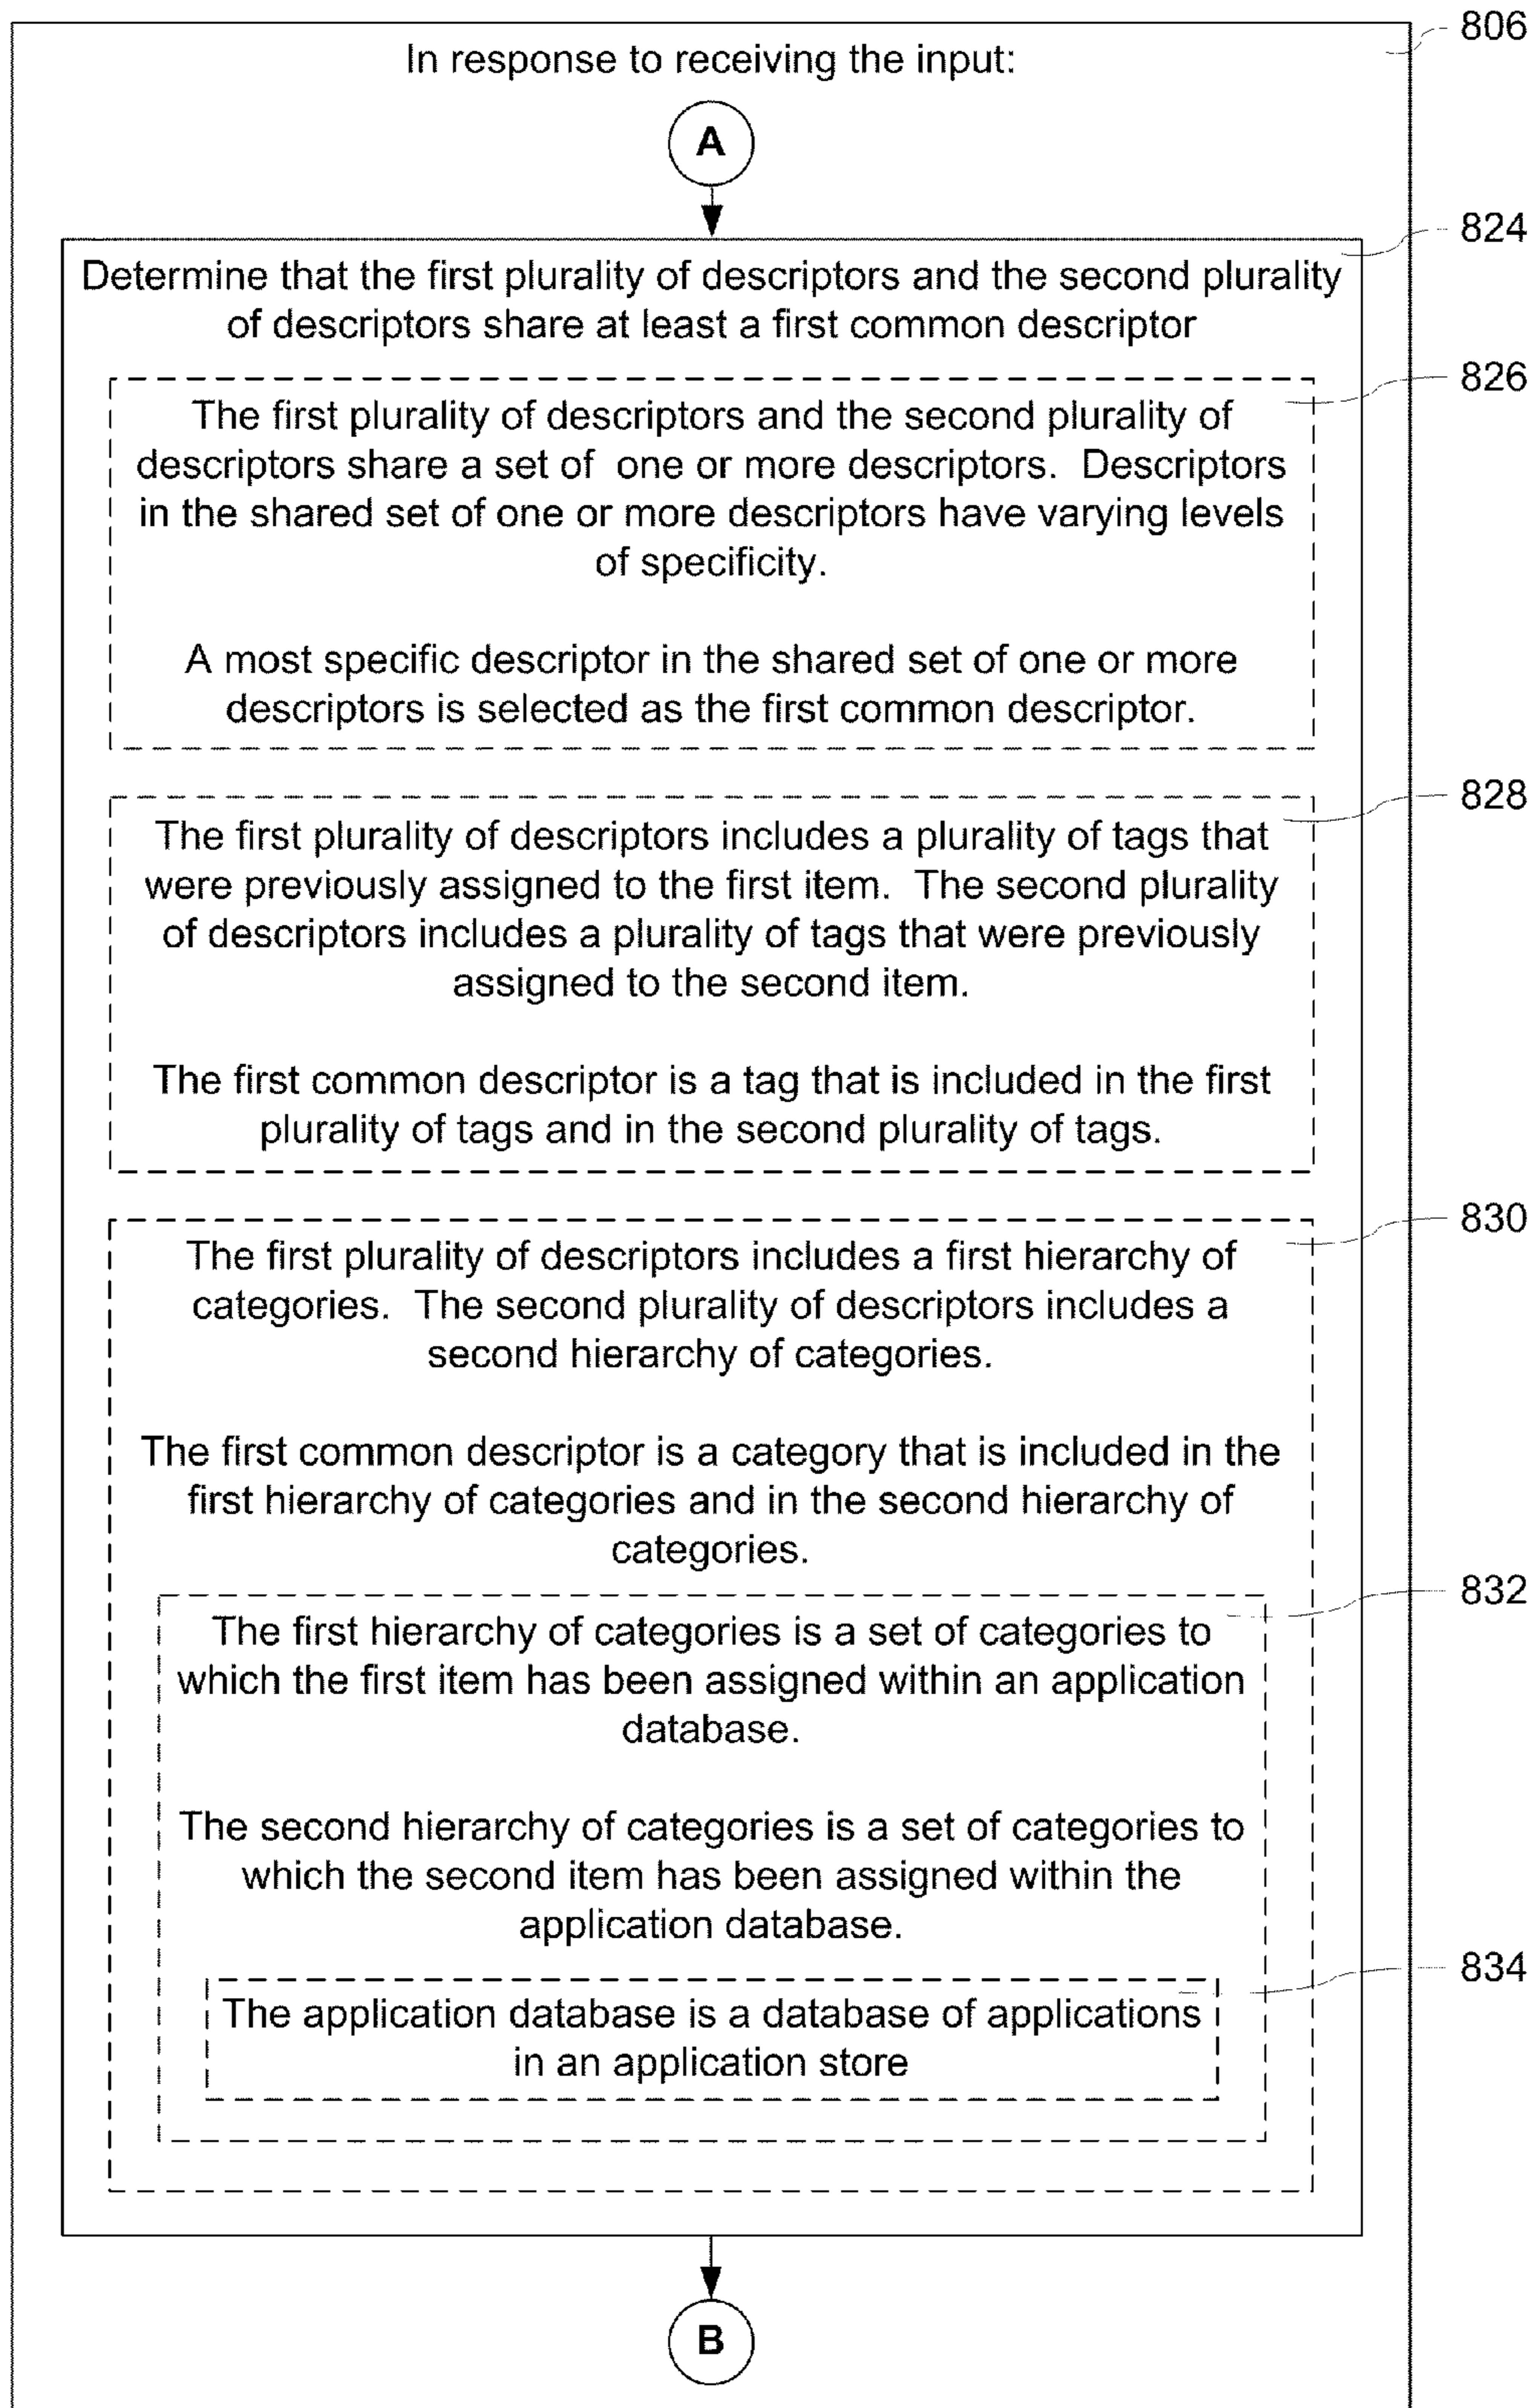 806
In response to receiving the input:
A
824
Determine that the first plurality of descriptors and the second plurality
of descriptors share at least a first common descriptor
826
The first plurality of descriptors and the second plurality of
descriptors share a set of one or more descriptors. Descriptors
in the shared set of one or more descriptors have varying levels
of specificity.
A most specific descriptor in the shared set of one or more
descriptors is selected as the first common descriptor.
828
The first plurality of descriptors includes a plurality of tags that
were previously assigned to the first item. The second plurality
of descriptors includes a plurality of tags that were previously
assigned to the second item.
The first common descriptor is a tag that is included in the first
plurality of tags and in the second plurality of tags.
830
The first plurality of descriptors includes a first hierarchy of
categories. The second plurality of descriptors includes a
second hierarchy of categories.
The first common descriptor is a category that is included in the
first hierarchy of categories and in the second hierarchy of
categories.
832
The first hierarchy of categories is a set of categories to
which the first item has been assigned within an application
database.
The second hierarchy of categories is a set of categories to
which the second item has been assigned within the
application database.
834
The application database is a database of applications
in an application store
B